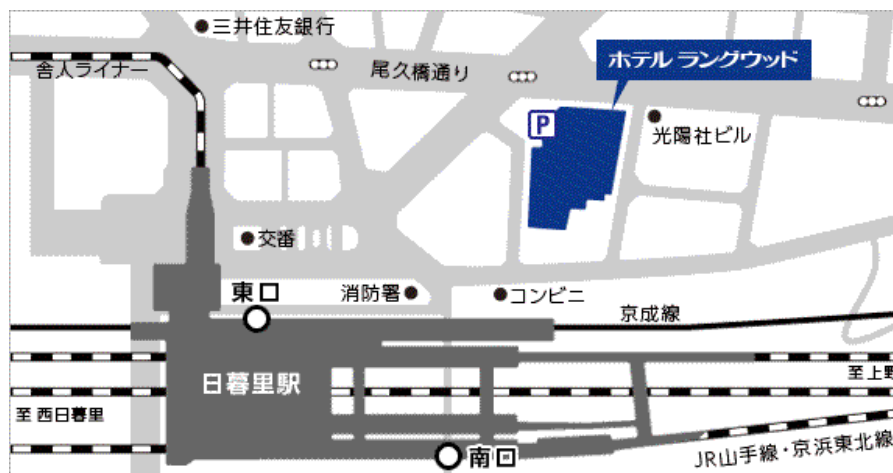 三井住友銀行
舎人ライナー
尾久橋通り
ホテル ラングウッド
P
光陽社ビル
交番
東口
消防署
コンビニ
京成線
日暮里駅
至 上野
至 西日暮里
南口
JR山手線・京浜東北線